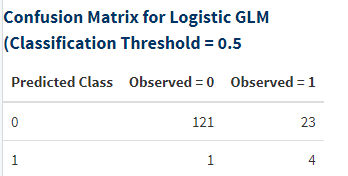 Confusion Matrix for Logistic GLM
(Classification Threshold = 0.5
Predicted Class Observed = 0 Observed = 1
0 121 23
1 1 4